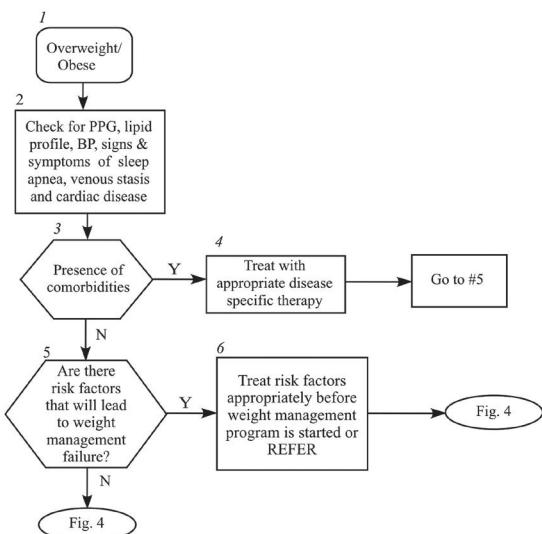 1
Overweight/
Obese
2
Check for PPG, lipid
profile, BP, signs &
symptoms of sleep
apnea, venous stasis
and cardiac disease
3
Presence of
comorbidities
Y
4
Treat with
appropriate disease
specific therapy
Go to #5
N
5
Are there
risk factors
that will lead
to weight
management
failure?
Y
6
Treat risk factors
appropriately before
weight management
program is started or
REFER
Fig. 4
N
Fig. 4